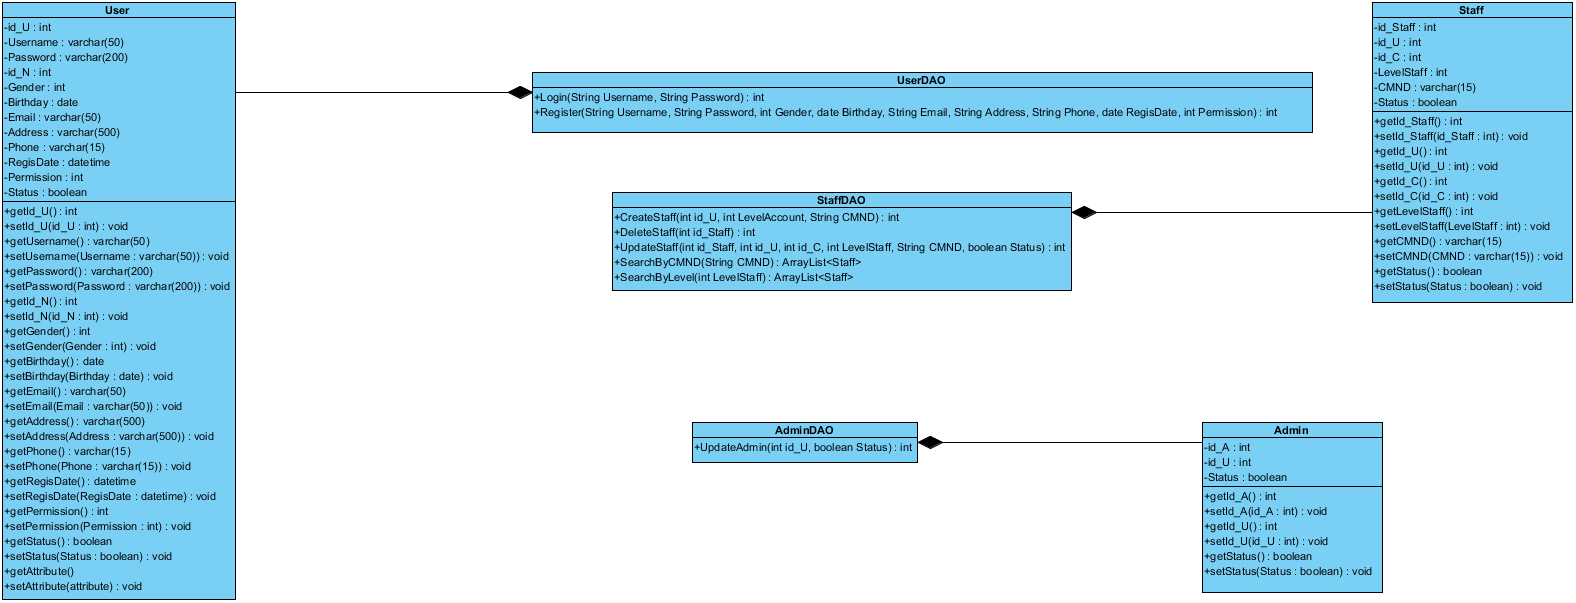 User
-id_U : int
-Username : varchar(50)
-Password : varchar(200)
-id_N : int
-Gender : int
-Birthday : date
-Email : varchar(50)
-Address : varchar(500)
-Phone : varchar(15)
-RegisDate : datetime
-Permission : int
-Status : boolean
+getId_U() : int
+setId_U(id_U : int) : void
+getUsername() : varchar(50)
+setUsername(Username : varchar(50)) : void
+getPassword() : varchar(200)
+setPassword(Password : varchar(200)) : void
+getId_N() : int
+setId_N(id_N : int) : void
+getGender() : int
+setGender(Gender : int) : void
+getBirthday() : date
+setBirthday(Birthday : date) : void
+getEmail() : varchar(50)
+setEmail(Email : varchar(50)) : void
+getAddress() : varchar(500)
+setAddress(Address : varchar(500)) : void
+getPhone() : varchar(15)
+setPhone(Phone : varchar(15)) : void
+getRegisDate() : datetime
+setRegisDate(RegisDate : datetime) : void
+getPermission() : int
+setPermission(Permission : int) : void
+getStatus() : boolean
+setStatus(Status : boolean) : void
+getAttribute()
+setAttribute(attribute) : void
UserDAO
+Login(String Username, String Password) : int
+Register(String Username, String Password, int Gender, date Birthday, String Email, String Address, String Phone, date RegisDate, int Permission) : int
StaffDAO
+CreateStaff(int id_U, int LevelAccount, String CMND) : int
+DeleteStaff(int id_Staff) : int
+UpdateStaff(int id_Staff, int id_U, int id_C, int LevelStaff, String CMND, boolean Status) : int
+SearchByCMND(String CMND) : ArrayList<Staff>
+SearchByLevel(int LevelStaff) : ArrayList<Staff>
Staff
-id_Staff : int
-id_U : int
-id_C : int
-LevelStaff : int
-CMND : varchar(15)
-Status : boolean
+getId_Staff() : int
+setId_Staff(id_Staff : int) : void
+getId_U() : int
+setId_U(id_U : int) : void
+getId_C() : int
+setId_C(id_C : int) : void
+getLevelStaff() : int
+setLevelStaff(LevelStaff : int) : void
+getCMND() : varchar(15)
+setCMND(CMND : varchar(15)) : void
+getStatus() : boolean
+setStatus(Status : boolean) : void
AdminDAO
+UpdateAdmin(int id_U, boolean Status) : int
Admin
-id_A : int
-id_U : int
-Status : boolean
+getId_A() : int
+setId_A(id_A : int) : void
+getId_U() : int
+setId_U(id_U : int) : void
+getStatus() : boolean
+setStatus(Status : boolean) : void